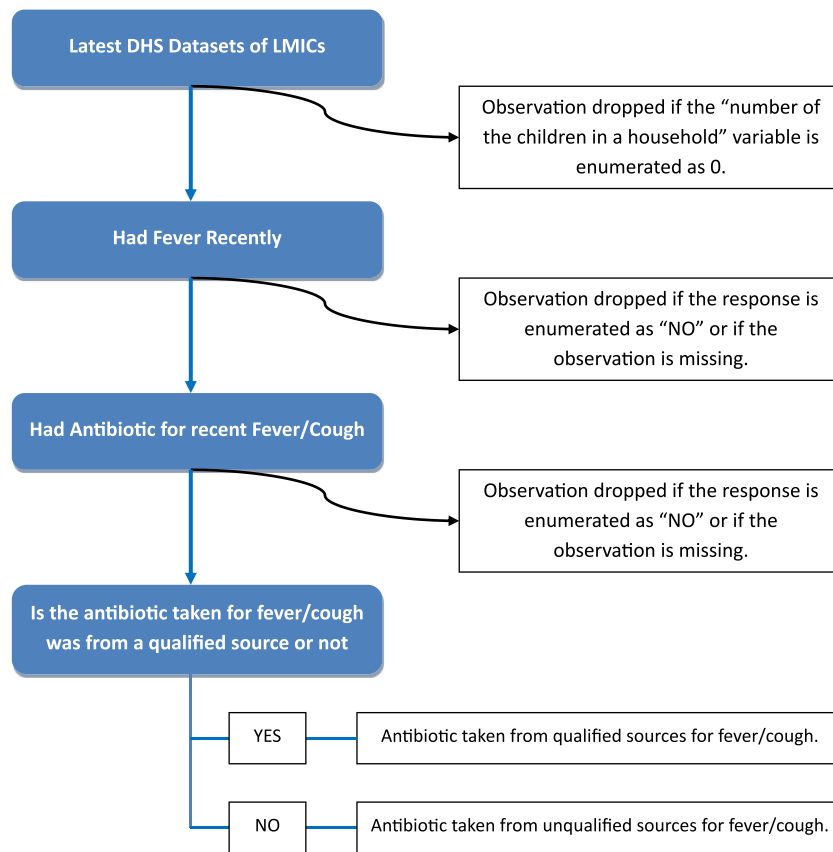 Latest DHS Datasets of LMICs
Observation dropped if the “number of
the children in a household” variable is
enumerated as 0.
Had Fever Recently
Observation dropped if the response is
enumerated as “NO” or if the
observation is missing.
Had Antibiotic for recent Fever/Cough
Observation dropped if the response is
enumerated as “NO” or if the
observation is missing.
Is the antibiotic taken for fever/cough
was from a qualified source or not
YES
Antibiotic taken from qualified sources for fever/cough.
NO
Antibiotic taken from unqualified sources for fever/cough.